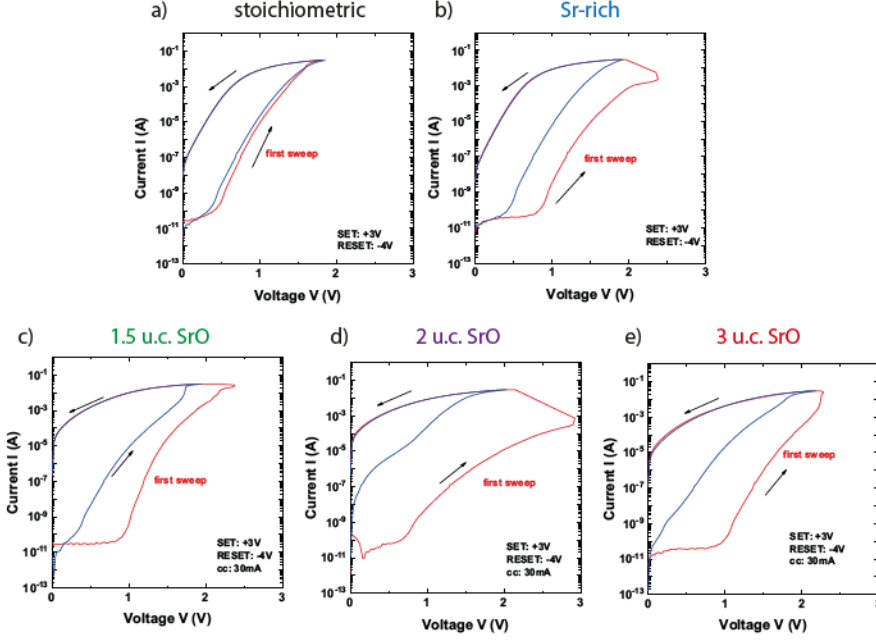 a) stoichiometric
b) Sr-rich
Current I (A)
10-1
10-3
10-5
10-7
10-9
10-11
10-13
first sweep
SET: +3V
RESET: -4V
0 1 2 3
Voltage V (V)
Current I (A)
10-1
10-3
10-5
10-7
10-9
10-11
10-13
first sweep
SET: +3V
RESET: -4V
0 1 2 3
Voltage V (V)
c) 1.5 u.c. SrO
d) 2 u.c. SrO
e) 3 u.c. SrO
Current I (A)
10-1
10-3
10-5
10-7
10-9
10-11
10-13
first sweep
SET: +3V
RESET: -4V
cc: 30mA
0 1 2 3
Voltage V (V)
Current I (A)
10-1
10-3
10-5
10-7
10-9
10-11
10-13
first sweep
SET: +3V
RESET: -4V
cc: 30mA
0 1 2 3
Voltage V (V)
Current I (A)
10-1
10-3
10-5
10-7
10-9
10-11
10-13
first sweep
SET: +3V
RESET: -4V
cc: 30mA
0 1 2 3
Voltage V (V)